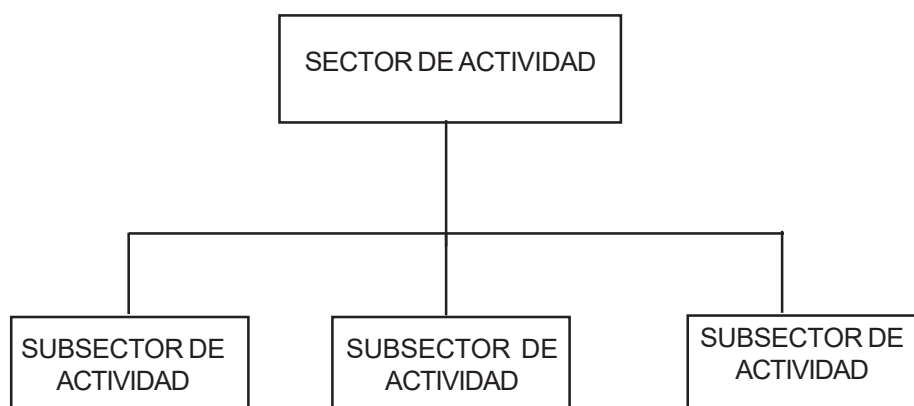 SECTOR DE ACTIVIDAD
SUBSECTOR DE
ACTIVIDAD
SUBSECTOR DE
ACTIVIDAD
SUBSECTOR DE
ACTIVIDAD